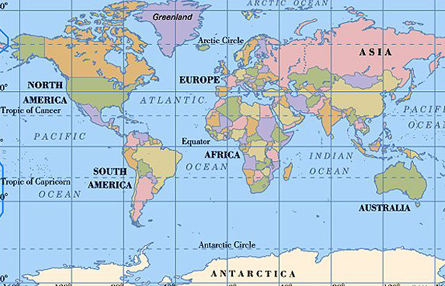 ARCTIC OCEAN
Greenland
Arctic Circle
ASIA
EUROPE
NORTH
AMERICA
ATLANTIC
Tropic of Cancer
PACIFIC
PACIFIC
OCEAN
Equator
AFRICA
INDIAN
OCEAN
OCEAN
SOUTH
AMERICA
Tropic of Capricorn
OCEAN
AUSTRALIA
Antarctic Circle
ANTARCTICA